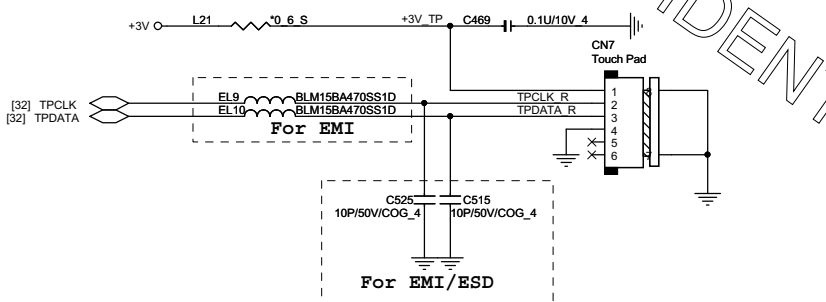 +3V
L21
*0_6_S
+3V_TP
C469
0.1U/10V_4
CN7
Touch Pad
[32] TPCLK
[32] TPDATA
EL9
BLM15BA470SS1D
EL10
BLM15BA470SS1D
For EMI
TPCLK_R
TPDATA_R
1
2
3
4
5
6
C525
10P/50V/COG_4
C515
10P/50V/COG_4
For EMI/ESD